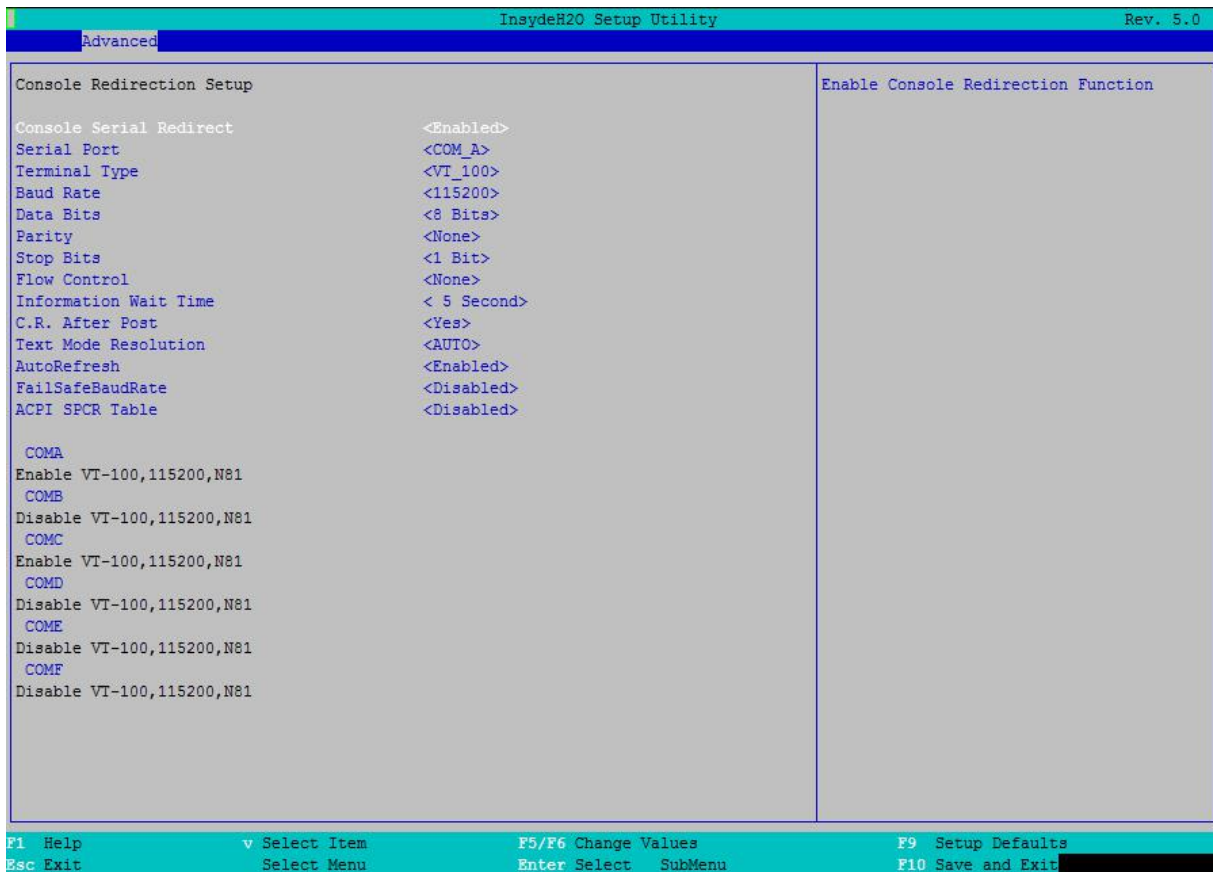 InsydeH20 Setup Utility Rev. 5.0
Advanced
Console Redirection Setup Enable Console Redirection Function
Console Serial Redirect <Enabled>
Serial Port <COM_A>
Terminal Type <VT_100>
Baud Rate <115200>
Data Bits <8 Bits>
Parity <None>
Stop Bits <1 Bit>
Flow Control <None>
Information Wait Time < 5 Second>
C.R. After Post <Yes>
Text Mode Resolution <AUTO>
AutoRefresh <Enabled>
FailSafeBaudRate <Disabled>
ACPI SPCR Table <Disabled>
COMA
Enable VT-100,115200,N81
COMB
Disable VT-100,115200,N81
COMC
Enable VT-100,115200,N81
COMD
Disable VT-100,115200,N81
COME
Disable VT-100,115200,N81
COMF
Disable VT-100,115200,N81
F1 Help v Select Item F5/F6 Change Values F9 Setup Defaults
Esc Exit Select Menu Enter Select SubMenu F10 Save and Exit